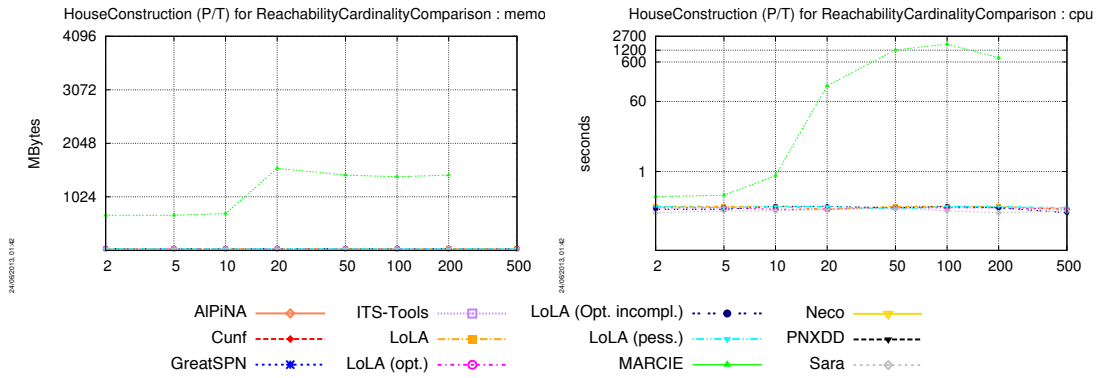 HouseConstruction (P/T) for ReachabilityCardinalityComparison : memo
4096
3072
2048
1024
MBytes
2 5 10 20 50 100 200 500
24/06/2013, 01:42
HouseConstruction (P/T) for ReachabilityCardinalityComparison : cpu
2700
1200
600
60
1
seconds
2 5 10 20 50 100 200 500
24/06/2013, 01:42
AlPiNA
Cunf
GreatSPN
ITS-Tools
LoLA
LoLA (opt.)
LoLA (Opt. incompl.)
LoLA (pess.)
MARCIE
Neco
PNXDD
Sara